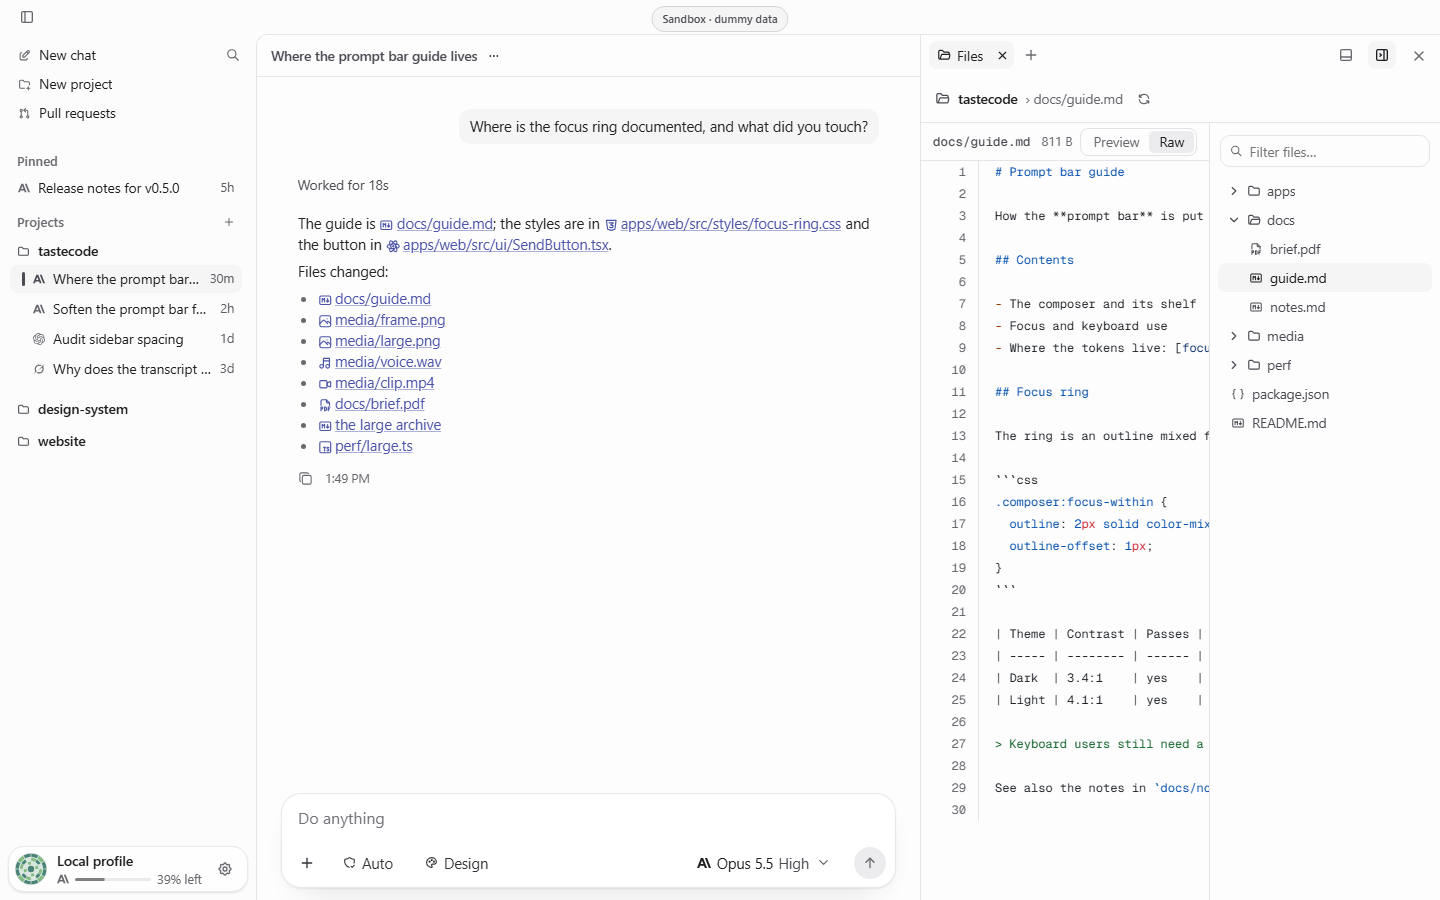 Sandbox · dummy data
New chat
New project
Pull requests
Pinned
Release notes for v0.5.0 5h
Projects
tastecode
Where the prompt bar... 30m
Soften the prompt bar f... 2h
Audit sidebar spacing 1d
Why does the transcript ... 3d
design-system
website
Local profile
39% left
Where the prompt bar guide lives ···
Where is the focus ring documented, and what did you touch?
Worked for 18s
The guide is docs/guide.md; the styles are in apps/web/src/styles/focus-ring.css and
the button in apps/web/src/ui/SendButton.tsx.
Files changed:
• docs/guide.md
• media/frame.png
• media/large.png
• media/voice.wav
• media/clip.mp4
• docs/brief.pdf
• the large archive
• perf/large.ts
1:49 PM
Do anything
Auto Design Opus 5.5 High
Files
tastecode › docs/guide.md
docs/guide.md 811 B Preview Raw
1 # Prompt bar guide
2
3 How the **prompt bar** is put
4
5 ## Contents
6
7 - The composer and its shelf
8 - Focus and keyboard use
9 - Where the tokens live: [focu
10
11 ## Focus ring
12
13 The ring is an outline mixed f
14
15 ```css
16 .composer:focus-within {
17 outline: 2px solid color-mix
18 outline-offset: 1px;
19 }
20 ```
21
22 | Theme | Contrast | Passes |
23 | ----- | -------- | ------ |
24 | Dark | 3.4:1 | yes |
25 | Light | 4.1:1 | yes |
26
27 > Keyboard users still need a
28
29 See also the notes in `docs/no
30
Filter files...
apps
docs
brief.pdf
guide.md
notes.md
media
perf
package.json
README.md